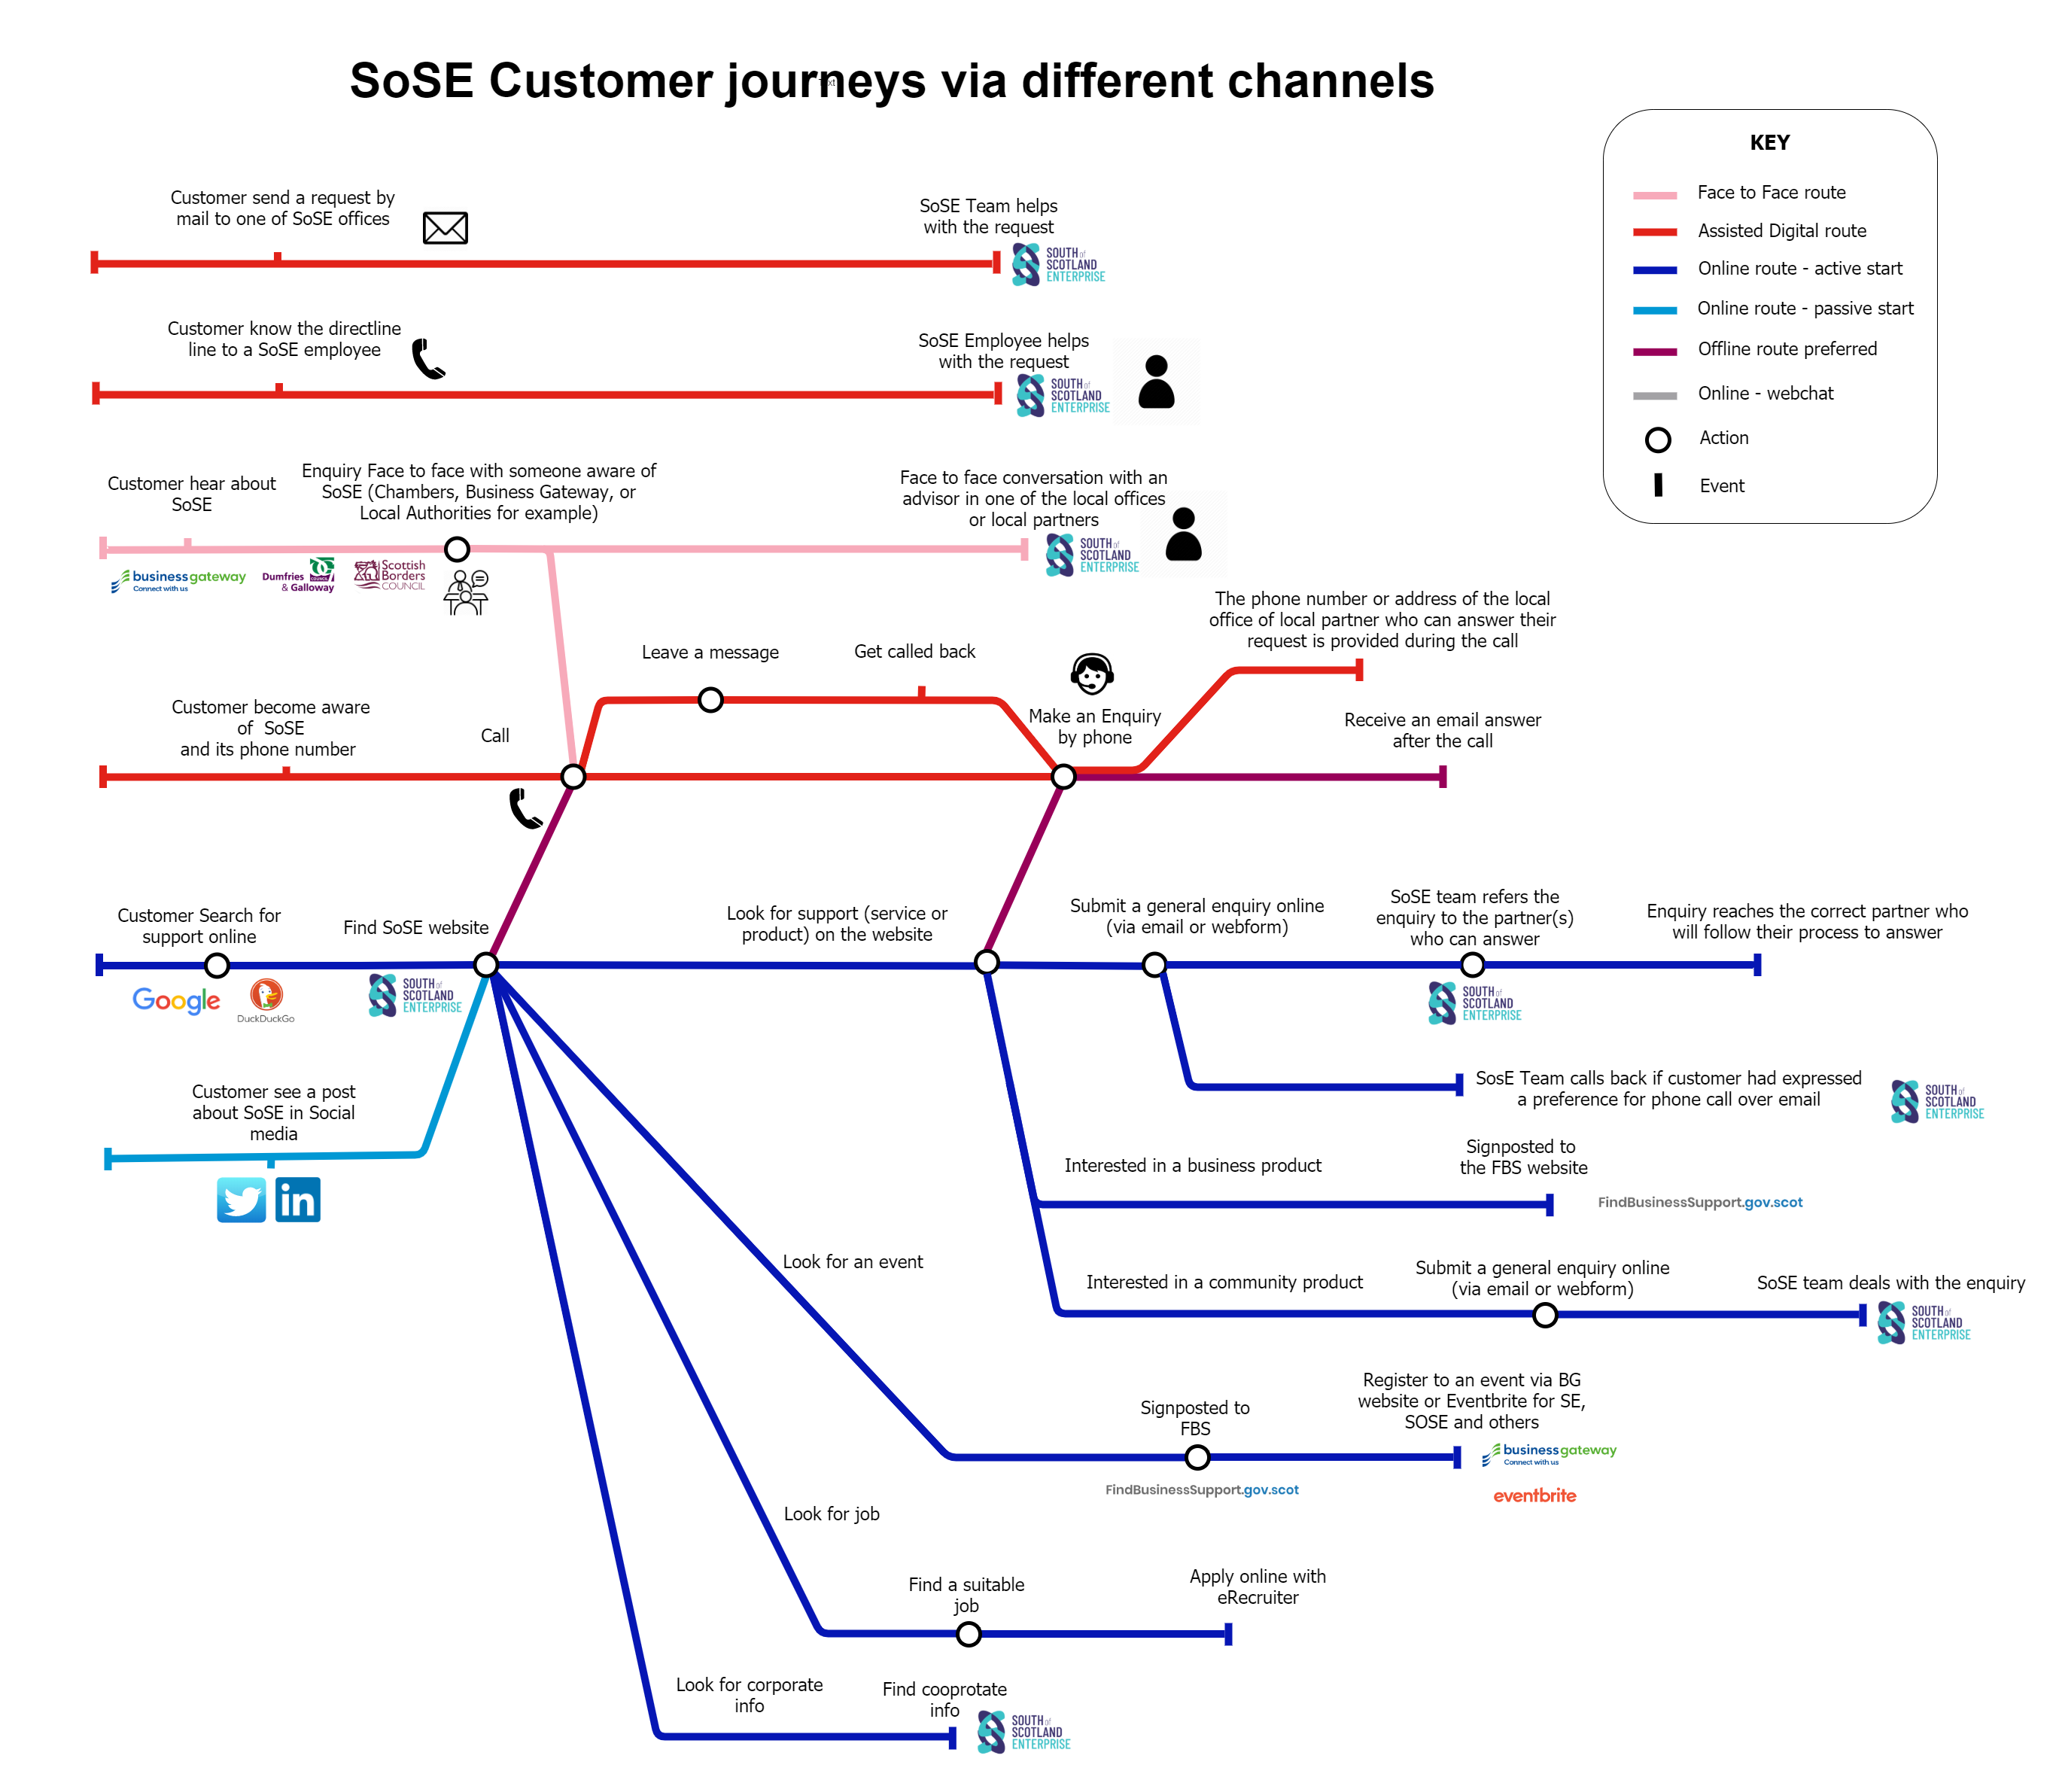 SoSE Customer journeys via different channels
Text
KEY
Face to Face route
Assisted Digital route
Online route - active start
Online route - passive start
Offline route preferred
Online - webchat
Action
Event
Customer send a request by
mail to one of SoSE offices
SoSE Team helps
with the request
SOUTH of
SCOTLAND
ENTERPRISE
Customer know the directline
line to a SoSE employee
SoSE Employee helps
with the request
SOUTH of
SCOTLAND
ENTERPRISE
Customer hear about
SoSE
Enquiry Face to face with someone aware of
SoSE (Chambers, Business Gateway, or
Local Authorities for example)
Face to face conversation with an
advisor in one of the local offices
or local partners
SOUTH of
SCOTLAND
ENTERPRISE
businessgateway
Connect with us
Dumfries
& Galloway
COUNCIL
Scottish
Borders
COUNCIL
The phone number or address of the local
office of local partner who can answer their
request is provided during the call
Leave a message
Get called back
Customer become aware
of SoSE
and its phone number
Call
Make an Enquiry
by phone
Receive an email answer
after the call
Customer Search for
support online
Find SoSE website
Look for support (service or
product) on the website
Submit a general enquiry online
(via email or webform)
SoSE team refers the
enquiry to the partner(s)
who can answer
Enquiry reaches the correct partner who
will follow their process to answer
Google
DuckDuckGo
SOUTH of
SCOTLAND
ENTERPRISE
SOUTH of
SCOTLAND
ENTERPRISE
SosE Team calls back if customer had expressed
a preference for phone call over email
SOUTH of
SCOTLAND
ENTERPRISE
Customer see a post
about SoSE in Social
media
in
Interested in a business product
Signposted to
the FBS website
FindBusinessSupport.gov.scot
Look for an event
Interested in a community product
Submit a general enquiry online
(via email or webform)
SoSE team deals with the enquiry
SOUTH of
SCOTLAND
ENTERPRISE
Signposted to
FBS
FindBusinessSupport.gov.scot
Register to an event via BG
website or Eventbrite for SE,
SOSE and others
businessgateway
Connect with us
eventbrite
Look for job
Find a suitable
job
Apply online with
eRecruiter
Look for corporate
info
Find cooprotate
info
SOUTH of
SCOTLAND
ENTERPRISE